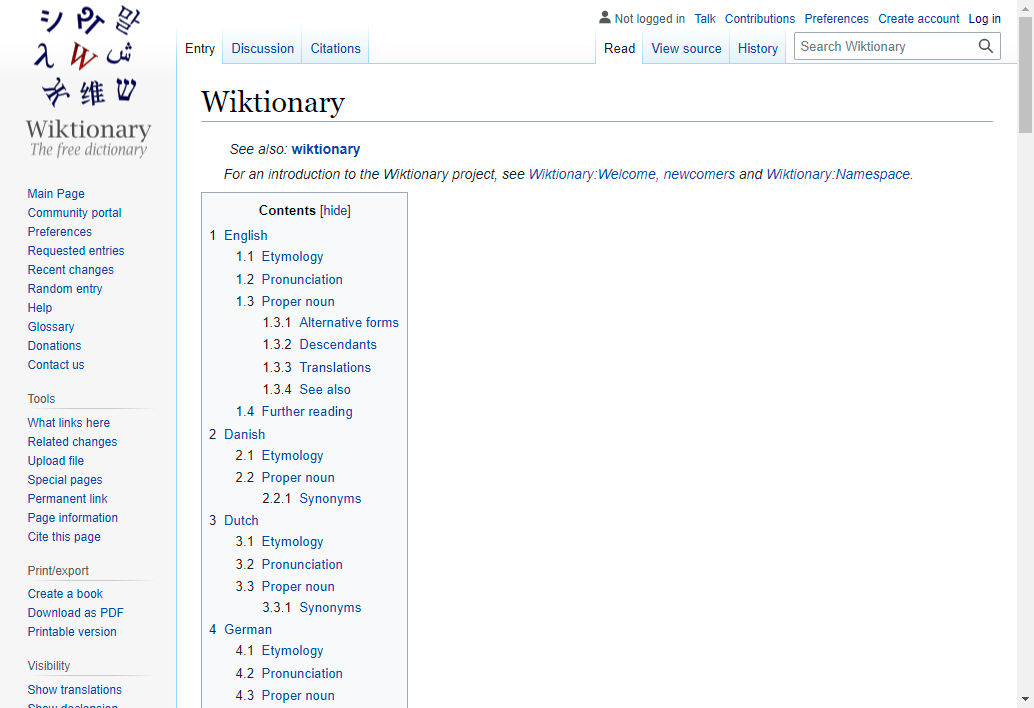 シ
말
λ
W
ش
维
ש
Wiktionary
The free dictionary
Not logged in Talk Contributions Preferences Create account Log in
Entry Discussion Citations Read View source History Search Wiktionary
Wiktionary
See also: wiktionary
For an introduction to the Wiktionary project, see Wiktionary:Welcome, newcomers and Wiktionary:Namespace.
Main Page
Community portal
Preferences
Requested entries
Recent changes
Random entry
Help
Glossary
Donations
Contact us
Tools
What links here
Related changes
Upload file
Special pages
Permanent link
Page information
Cite this page
Print/export
Create a book
Download as PDF
Printable version
Visibility
Show translations
Show declension
Contents [hide]
1 English
1.1 Etymology
1.2 Pronunciation
1.3 Proper noun
1.3.1 Alternative forms
1.3.2 Descendants
1.3.3 Translations
1.3.4 See also
1.4 Further reading
2 Danish
2.1 Etymology
2.2 Proper noun
2.2.1 Synonyms
3 Dutch
3.1 Etymology
3.2 Pronunciation
3.3 Proper noun
3.3.1 Synonyms
4 German
4.1 Etymology
4.2 Pronunciation
4.3 Proper noun